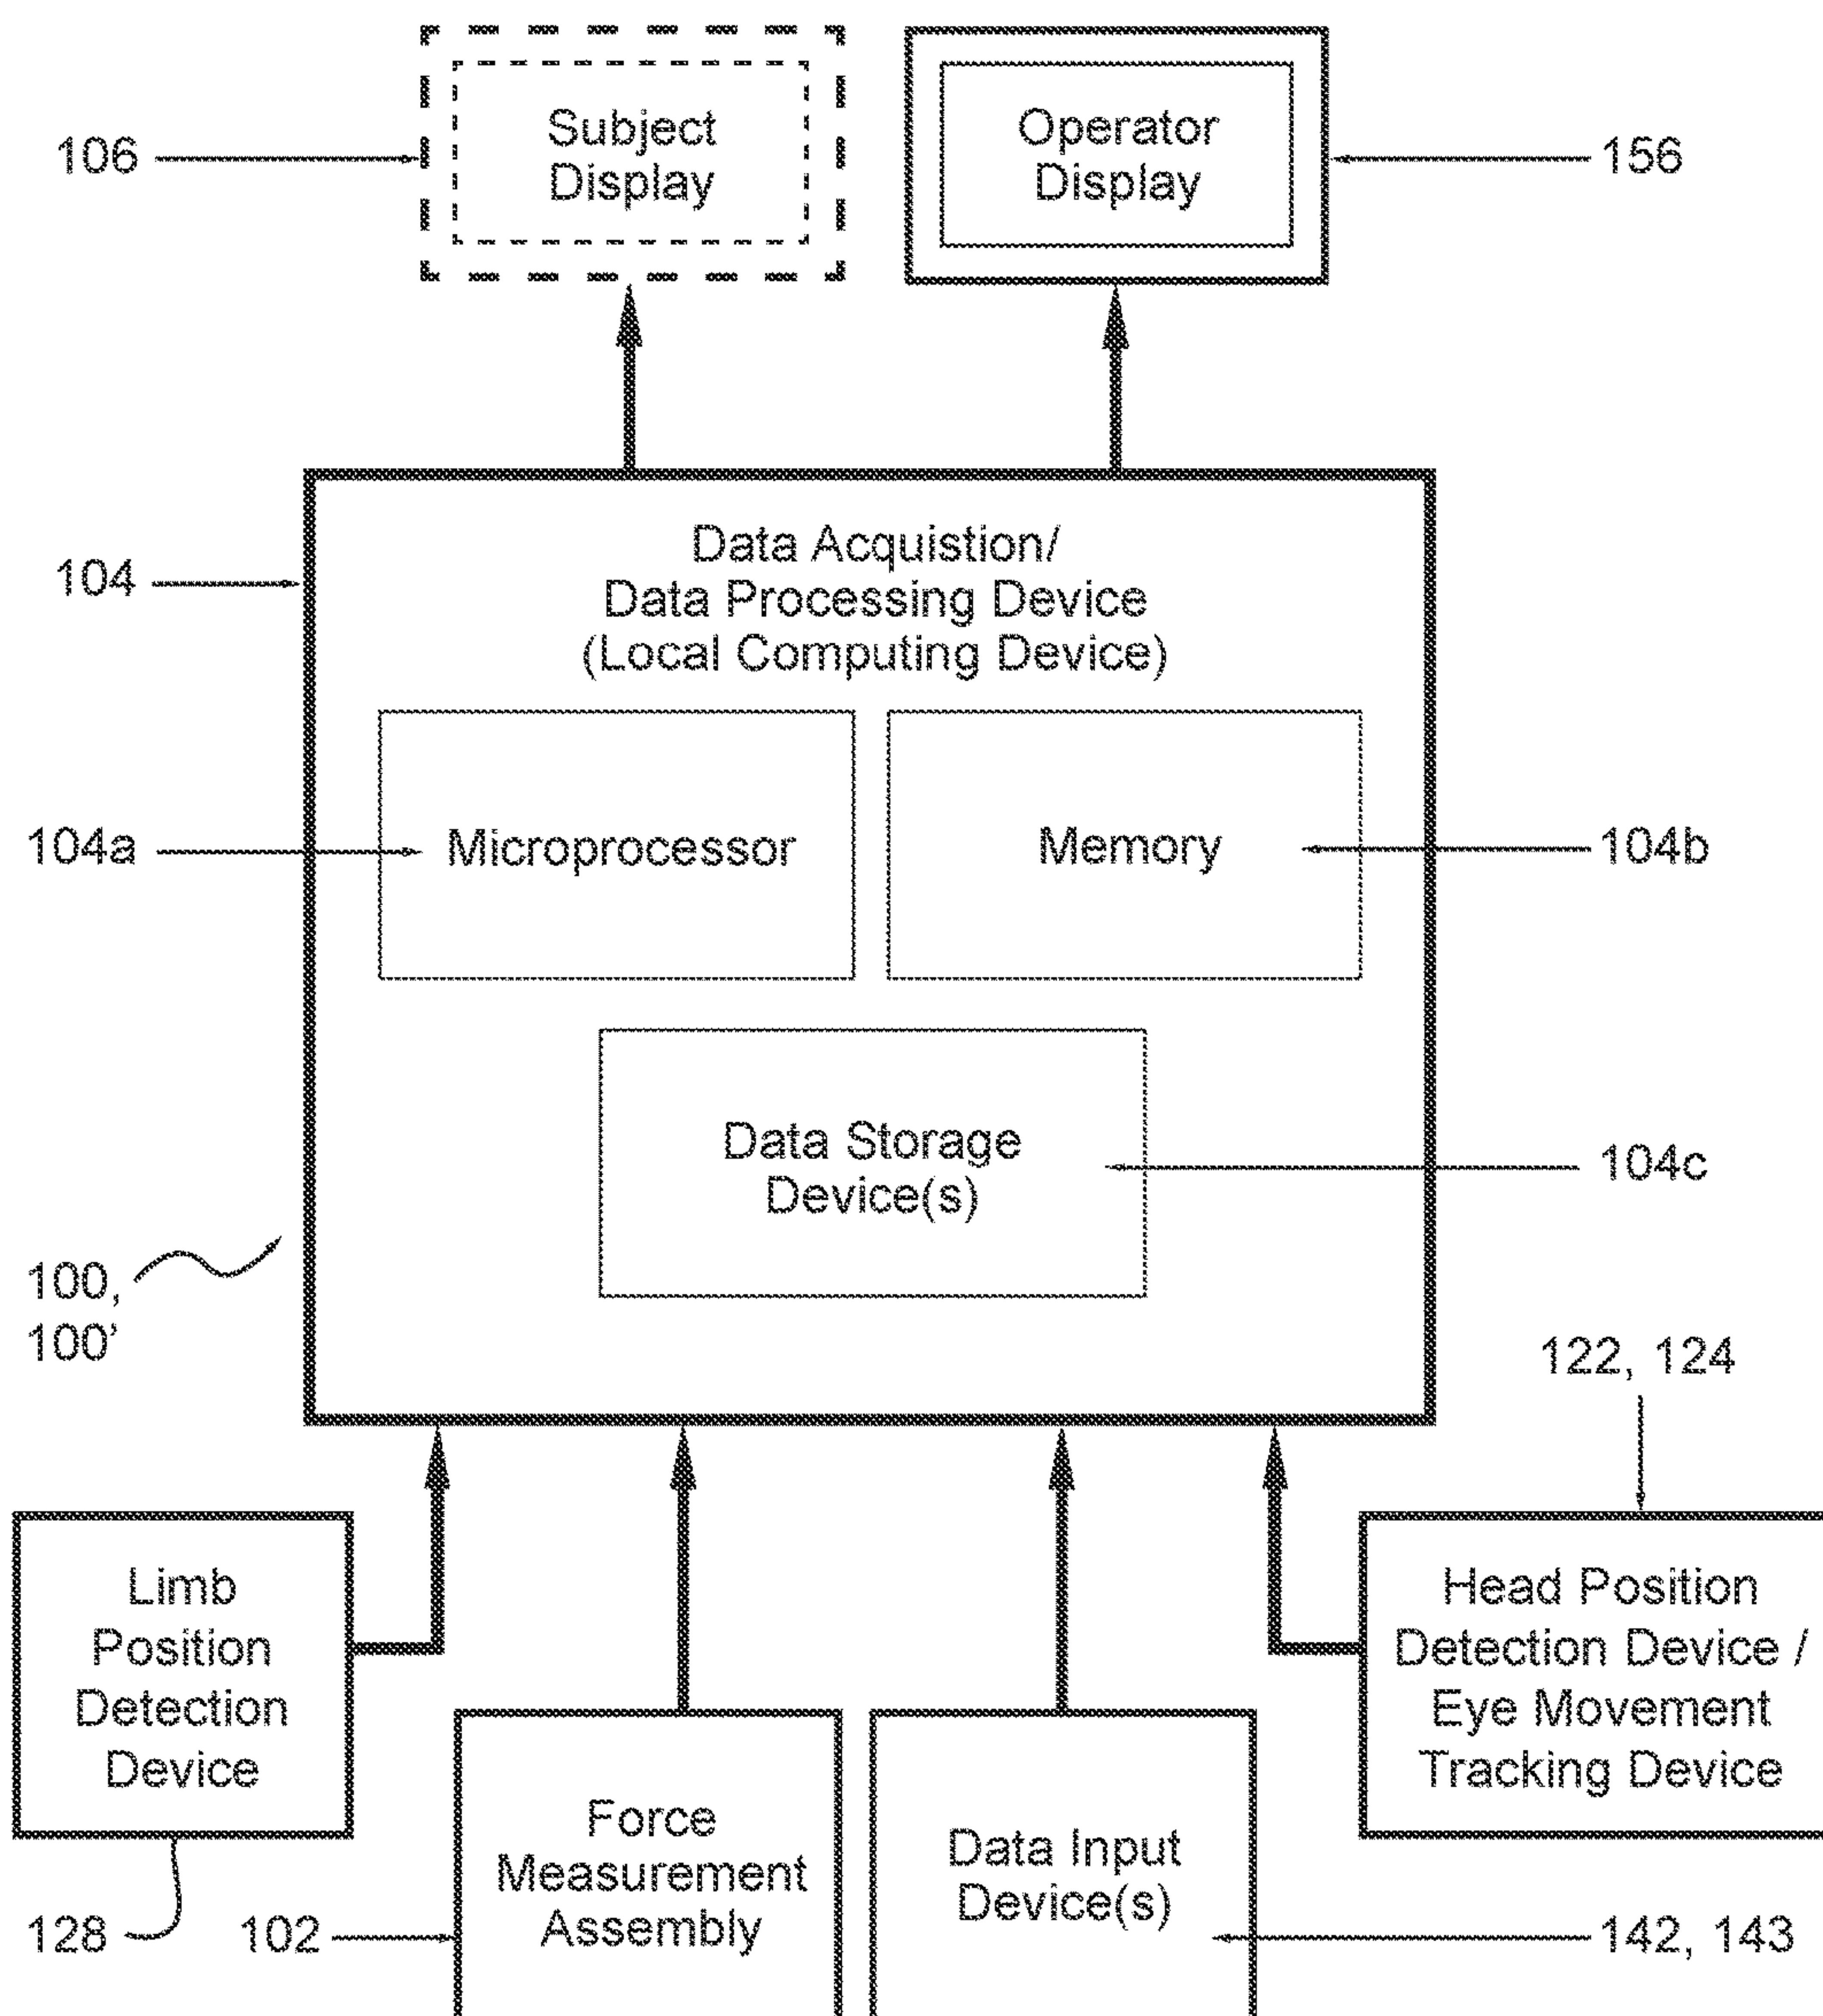 106
Subject
Display
Operator
Display
156
104
Data Acquistion/
Data Processing Device
(Local Computing Device)
104a
Microprocessor
Memory
104b
Data Storage
Device(s)
104c
100,
100’
122, 124
Limb
Position
Detection
Device
Head Position
Detection Device /
Eye Movement
Tracking Device
Force
Measurement
Assembly
Data Input
Device(s)
128
102
142, 143